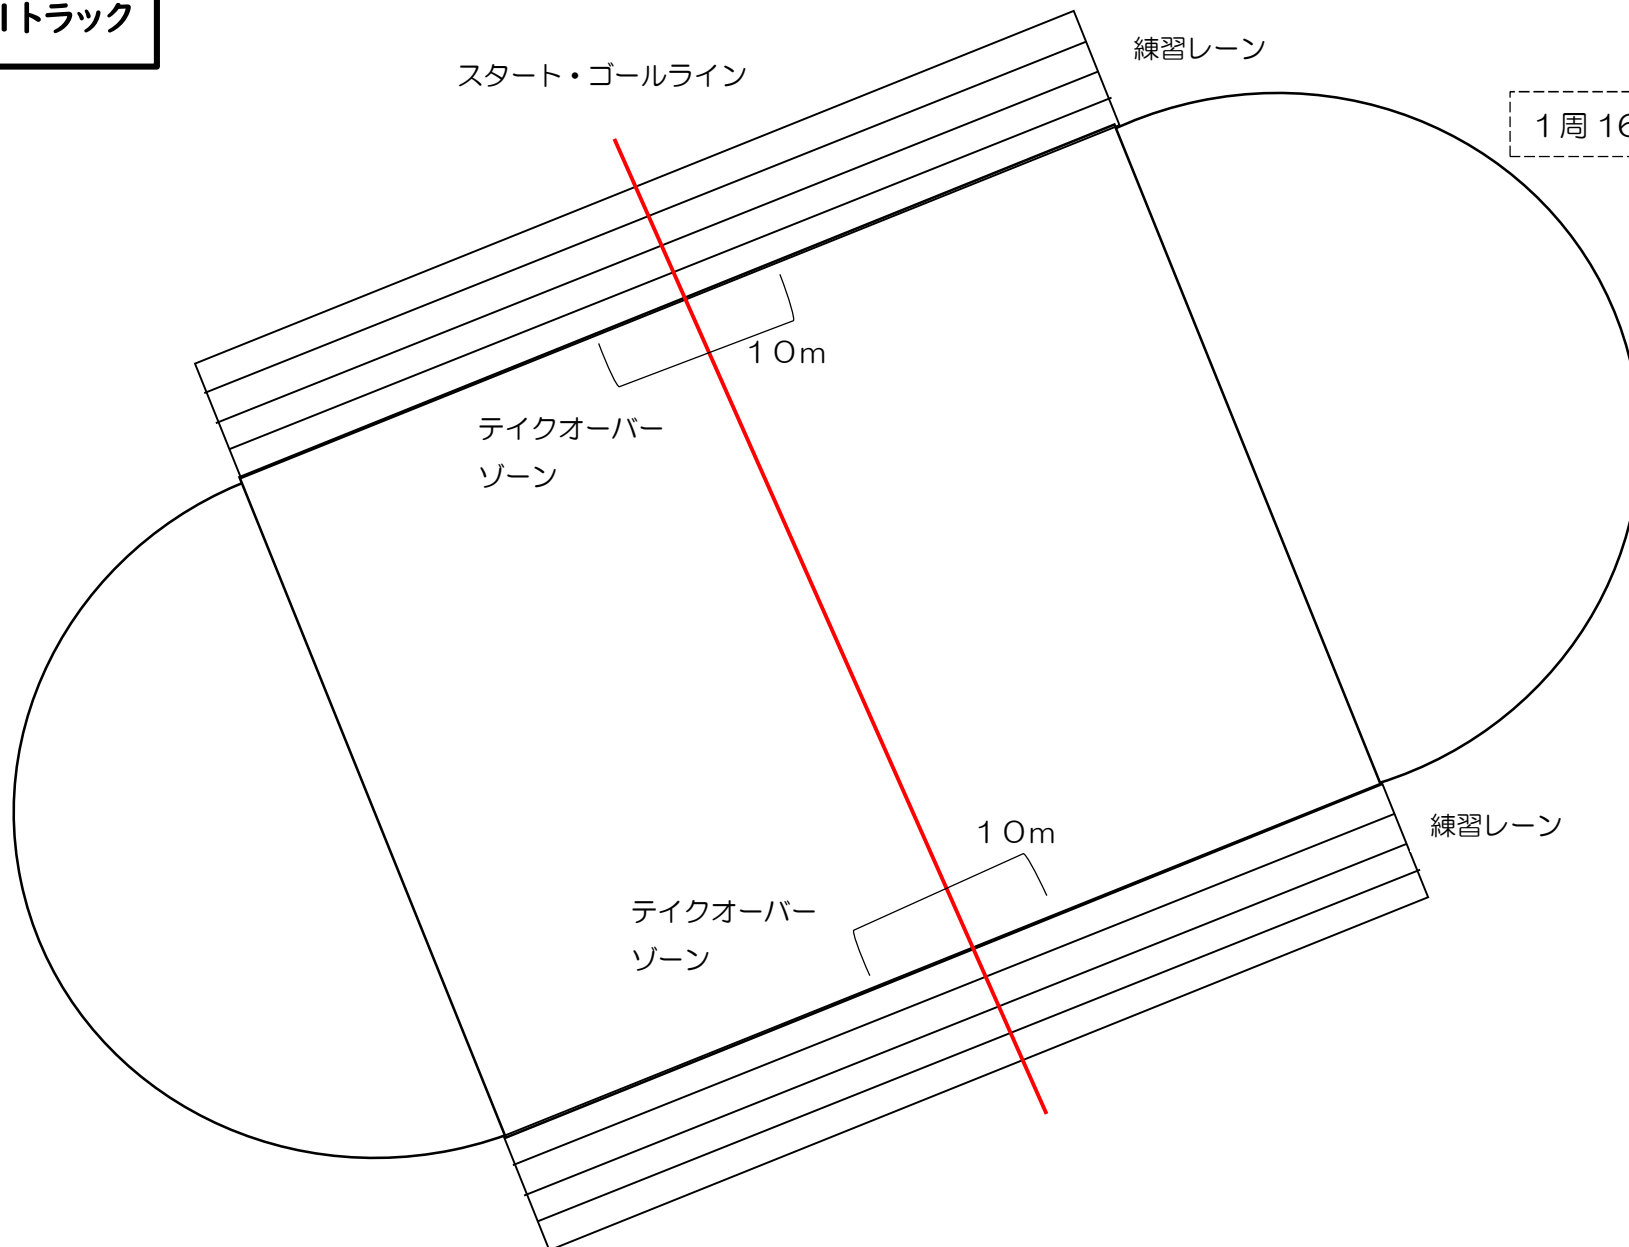 トラック
スタート・ゴールライン
練習レーン
1周 16
10m
テイクオーバー
ゾーン
10m
練習レーン
テイクオーバー
ゾーン